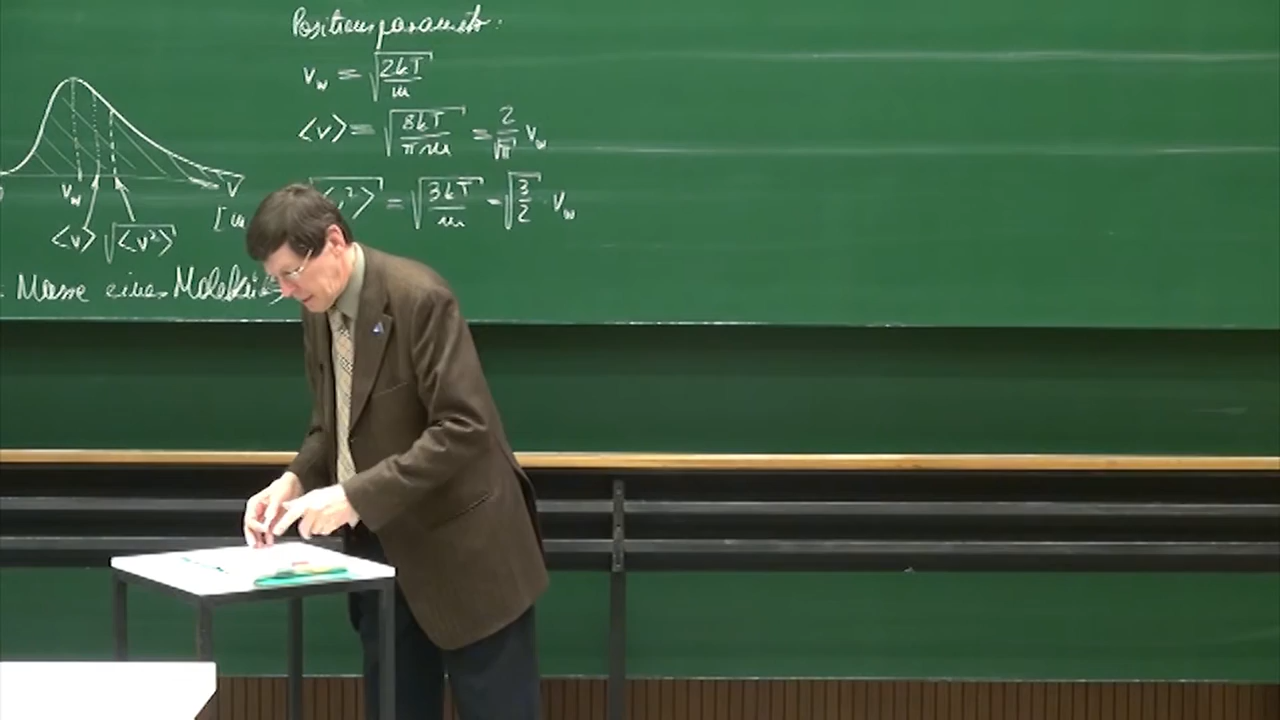 Positionsparameter:
v_w = √(2kT/m)
⟨v⟩ = √(8kT/πm) = 2/√π v_w
⟨v²⟩ = √(3kT/m) = √(3/2) · v_w
v_w v
⟨v⟩ √⟨v²⟩
: Masse eines Moleküls